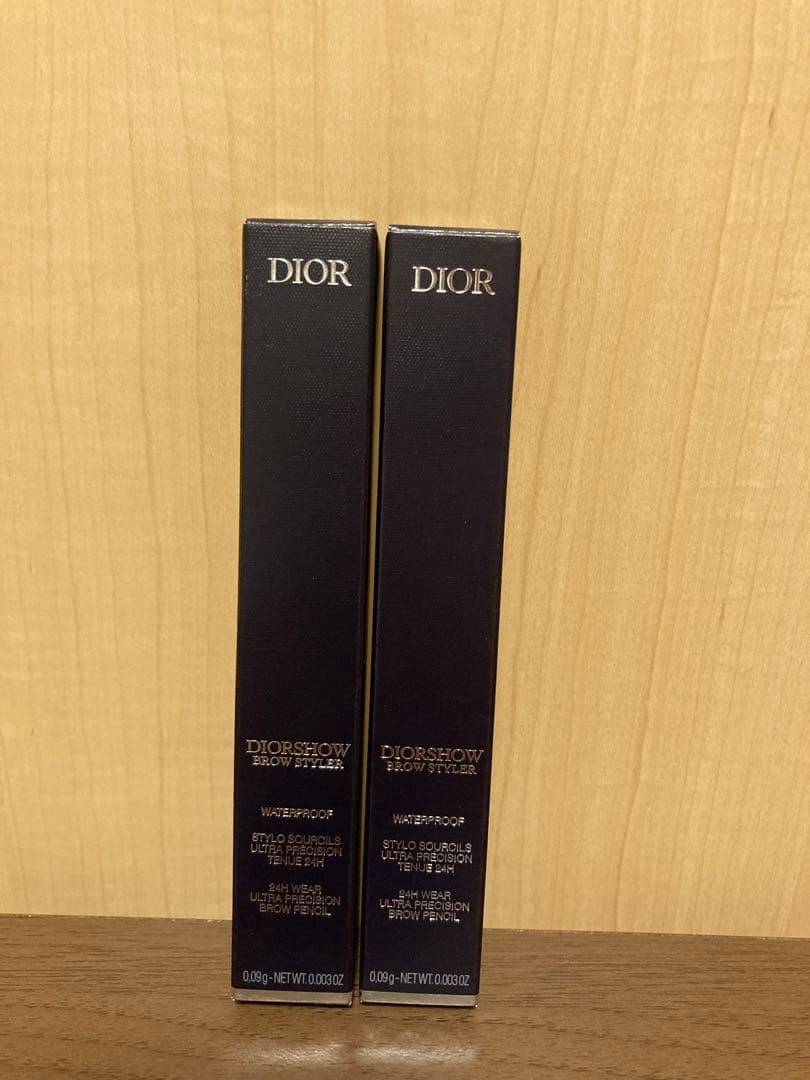 DIOR
DIORSHOW
BROW STYLER
WATERPROOF
STYLO SOURCILS
ULTRA PRÉCISION
TENUE 24H
24H WEAR
ULTRA PRECISION
BROW PENCIL
0,09g-NET WT. 0.003 OZ
DIOR
DIORSHOW
BROW STYLER
WATERPROOF
STYLO SOURCILS
ULTRA PRÉCISION
TENUE 24H
24H WEAR
ULTRA PRECISION
BROW PENCIL
0,09g-NET WT. 0.003 OZ